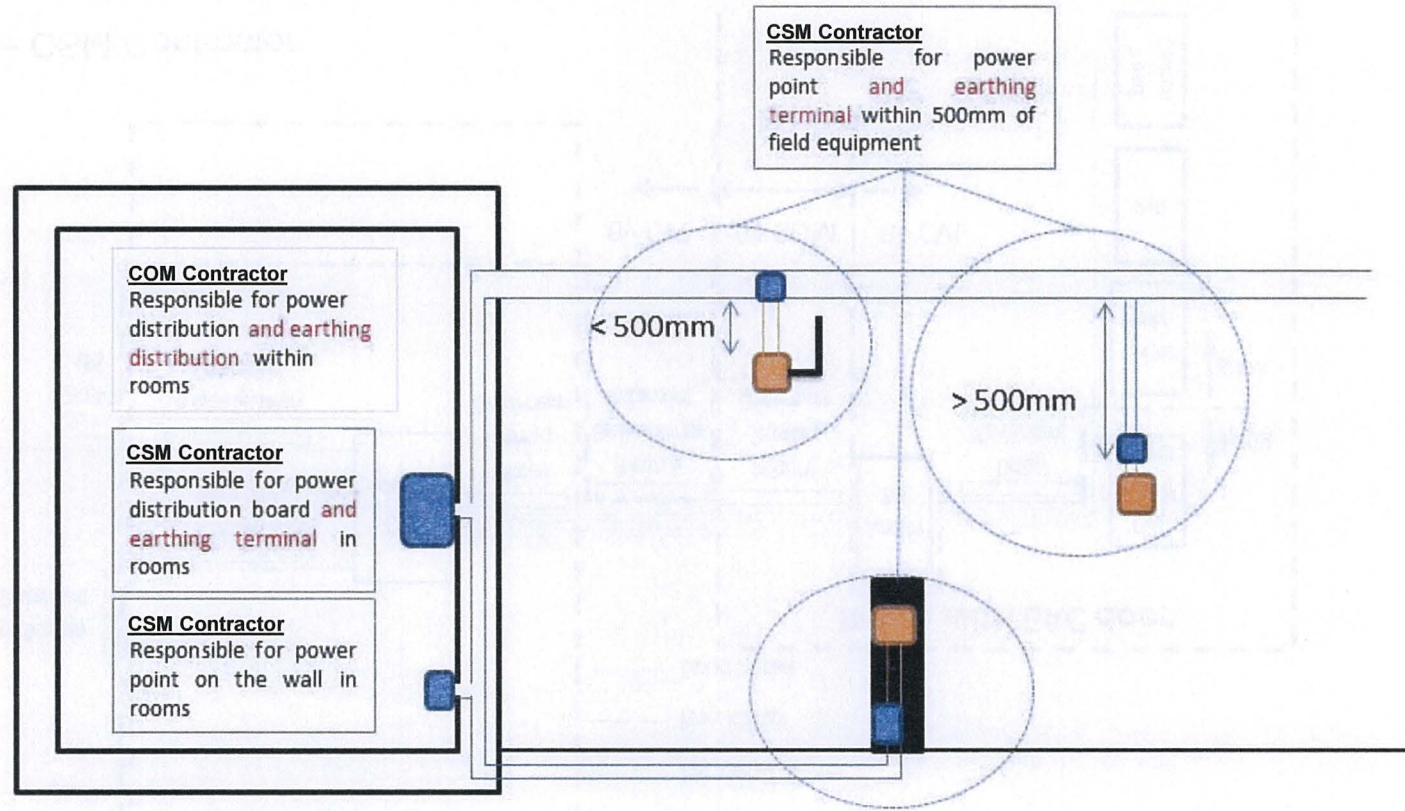 CSM Contractor
Responsible for power
point and earthing
terminal within 500mm of
field equipment
COM Contractor
Responsible for power
distribution and earthing
distribution within
rooms
< 500mm
> 500mm
CSM Contractor
Responsible for power
distribution board and
earthing terminal in
rooms
CSM Contractor
Responsible for power
point on the wall in
rooms